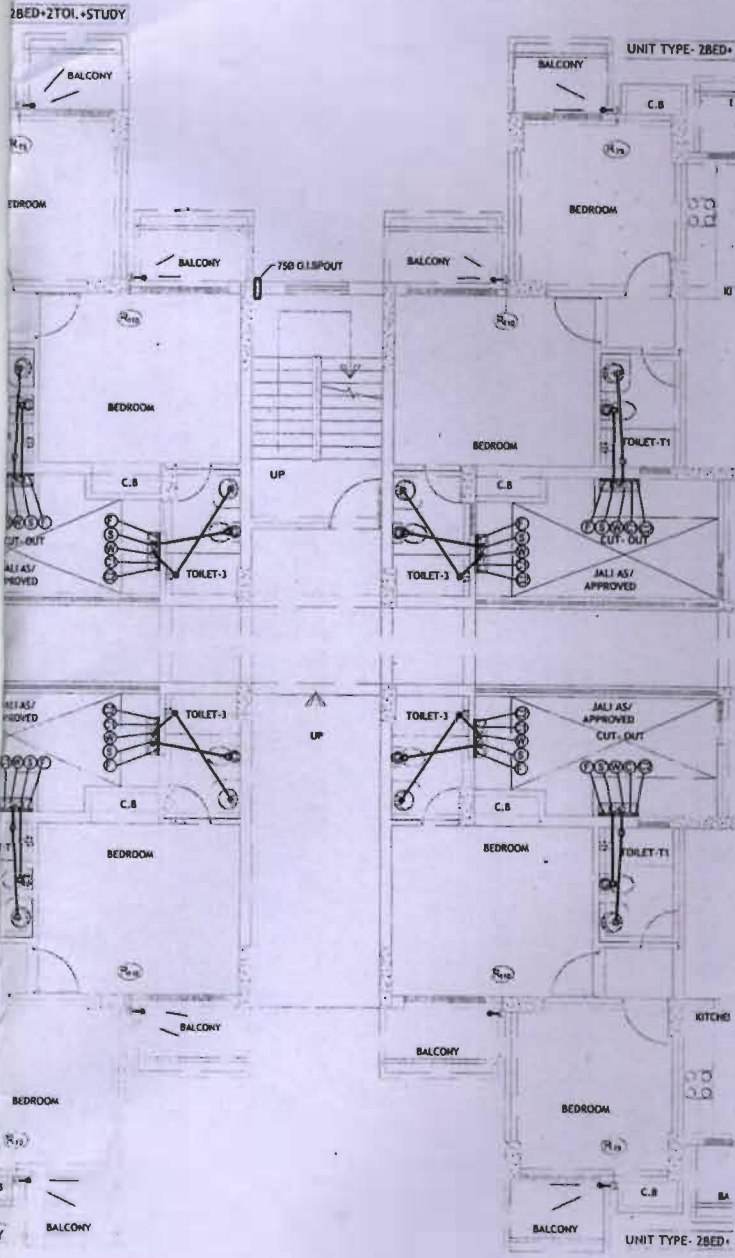 2BED+2TOI.+STUDY
UNIT TYPE- 2BED+
BALCONY
BALCONY
C.B
BEDROOM
BEDROOM
BALCONY
750 G.I.SPOUT
BALCONY
BEDROOM
BEDROOM
UP
TOILET-T1
C.B
C.B
F
S
W
F S W
CUT-OUT
CUT-OUT
JALI AS/
APPROVED
JALI AS/
APPROVED
TOILET-3
TOILET-3
UP
TOILET-3
TOILET-3
JALI AS/
APPROVED
JALI AS/
APPROVED
CUT-OUT
W
S
F
F S W
C.B
C.B
BEDROOM
BEDROOM
TOILET-T1
BALCONY
BALCONY
KITCHE
BEDROOM
BEDROOM
C.B
BA
BALCONY
BALCONY
UNIT TYPE- 2BED+